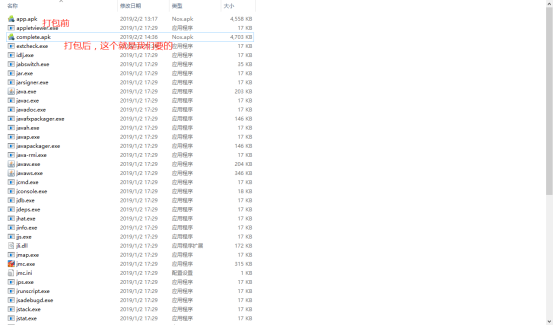 名称 修改日期 类型 大小
app.apk 2019/2/2 13:17 Nox.apk 4,558 KB
打包前
appletviewer.exe 2019/1/2 17:29 应用程序 17 KB
complete.apk 2019/2/2 14:36 Nox.apk 4,703 KB
打包后，这个就是我们要的
extcheck.exe 2019/1/2 17:29 应用程序 17 KB
idlj.exe 2019/1/2 17:29 应用程序 17 KB
jabswitch.exe 2019/1/2 17:29 应用程序 35 KB
jar.exe 2019/1/2 17:29 应用程序 17 KB
jarsigner.exe 2019/1/2 17:29 应用程序 17 KB
java.exe 2019/1/2 17:29 应用程序 203 KB
javac.exe 2019/1/2 17:29 应用程序 17 KB
javadoc.exe 2019/1/2 17:29 应用程序 17 KB
javafxpackager.exe 2019/1/2 17:29 应用程序 146 KB
javah.exe 2019/1/2 17:29 应用程序 17 KB
javap.exe 2019/1/2 17:29 应用程序 17 KB
javapackager.exe 2019/1/2 17:29 应用程序 146 KB
java-rmi.exe 2019/1/2 17:29 应用程序 17 KB
javaw.exe 2019/1/2 17:29 应用程序 204 KB
javaws.exe 2019/1/2 17:29 应用程序 346 KB
jcmd.exe 2019/1/2 17:29 应用程序 17 KB
jconsole.exe 2019/1/2 17:29 应用程序 18 KB
jdb.exe 2019/1/2 17:29 应用程序 17 KB
jdeps.exe 2019/1/2 17:29 应用程序 17 KB
jhat.exe 2019/1/2 17:29 应用程序 17 KB
jinfo.exe 2019/1/2 17:29 应用程序 17 KB
jjs.exe 2019/1/2 17:29 应用程序 17 KB
jli.dll 2019/1/2 17:29 应用程序扩展 172 KB
jmap.exe 2019/1/2 17:29 应用程序 17 KB
jmc.exe 2019/1/2 17:29 应用程序 315 KB
jmc.ini 2019/1/2 17:29 配置设置 1 KB
jps.exe 2019/1/2 17:29 应用程序 17 KB
jrunscript.exe 2019/1/2 17:29 应用程序 17 KB
jsadebugd.exe 2019/1/2 17:29 应用程序 17 KB
jstack.exe 2019/1/2 17:29 应用程序 17 KB
jstat.exe 2019/1/2 17:29 应用程序 17 KB